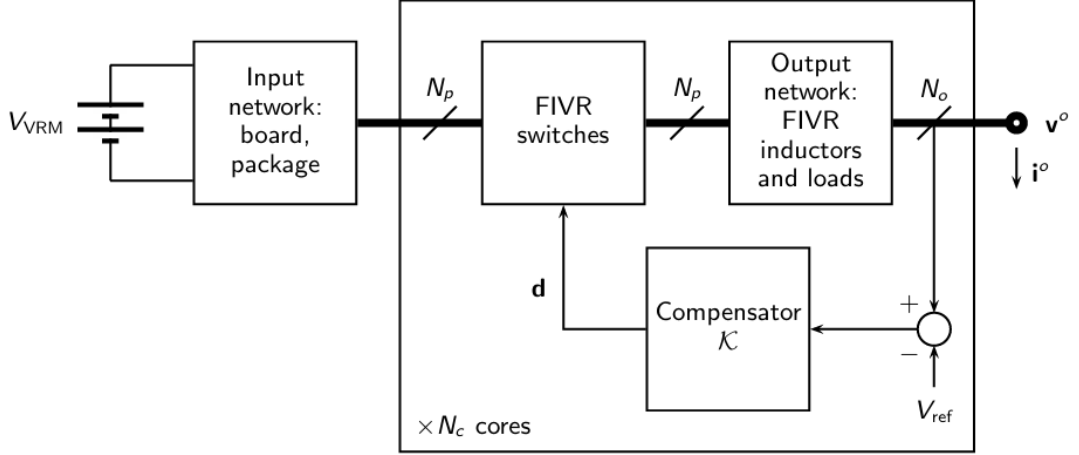 V_VRM
Input
network:
board,
package
N_p
FIVR
switches
N_p
Output
network:
FIVR
inductors
and loads
N_o
v^o
i^o
d
Compensator
𝒦
+
−
V_ref
× N_c cores